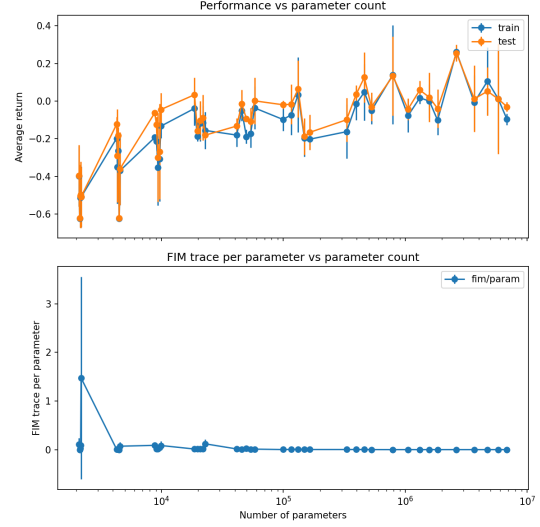 Performance vs parameter count
0.4
0.2
0.0
−0.2
−0.4
−0.6
Average return
train
test
FIM trace per parameter vs parameter count
3
2
1
0
FIM trace per parameter
fim/param
10⁴
10⁵
10⁶
10⁷
Number of parameters